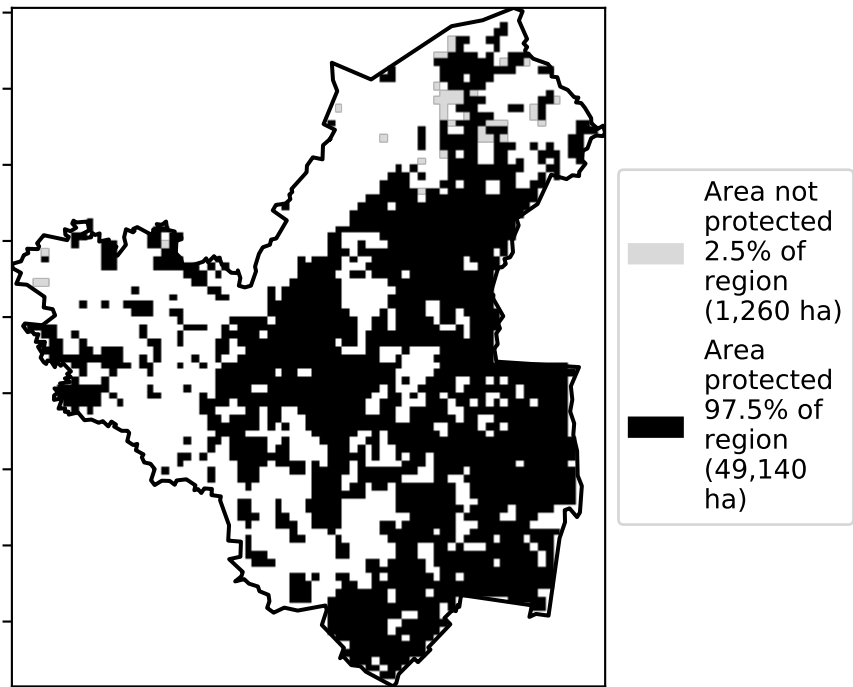 Area not
protected
2.5% of
region
(1,260 ha)
Area
protected
97.5% of
region
(49,140
ha)